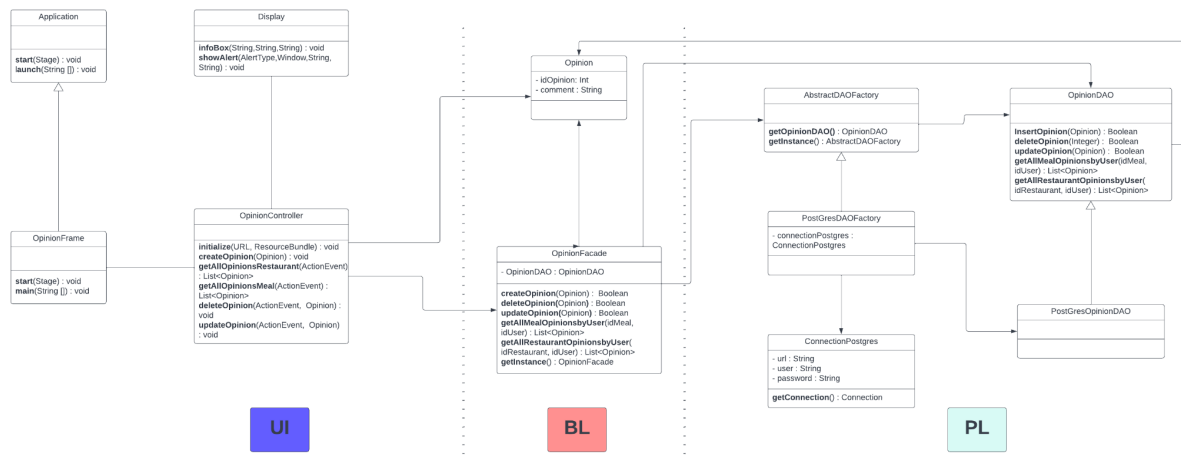 Application
start(Stage) : void
launch(String []) : void
Display
infoBox(String,String,String) : void
showAlert(AlertType,Window,String,
String) : void
OpinionFrame
start(Stage) : void
main(String []) : void
OpinionController
initialize(URL, ResourceBundle) : void
createOpinion(Opinion) : void
getAllOpinionsRestaurant(ActionEvent)
: List<Opinion>
getAllOpinionsMeal(ActionEvent) :
List<Opinion>
deleteOpinion(ActionEvent, Opinion) :
void
updateOpinion(ActionEvent, Opinion)
: void
UI
Opinion
- idOpinion: Int
- comment : String
OpinionFacade
- OpinionDAO : OpinionDAO
createOpinion(Opinion) : Boolean
deleteOpinion(Opinion) : Boolean
updateOpinion(Opinion) : Boolean
getAllMealOpinionsbyUser(idMeal,
idUser) : List<Opinion>
getAllRestaurantOpinionsbyUser(
idRestaurant, idUser) : List<Opinion>
getInstance() : OpinionFacade
BL
AbstractDAOFactory
getOpinionDAO() : OpinionDAO
getInstance() : AbstractDAOFactory
PostGresDAOFactory
- connectionPostgres :
ConnectionPostgres
ConnectionPostgres
- url : String
- user : String
- password : String
getConnection() : Connection
OpinionDAO
InsertOpinion(Opinion) : Boolean
deleteOpinion(Integer) : Boolean
updateOpinion(Opinion) : Boolean
getAllMealOpinionsbyUser(idMeal,
idUser) : List<Opinion>
getAllRestaurantOpinionsbyUser(
idRestaurant, idUser) : List<Opinion>
PostGresOpinionDAO
PL